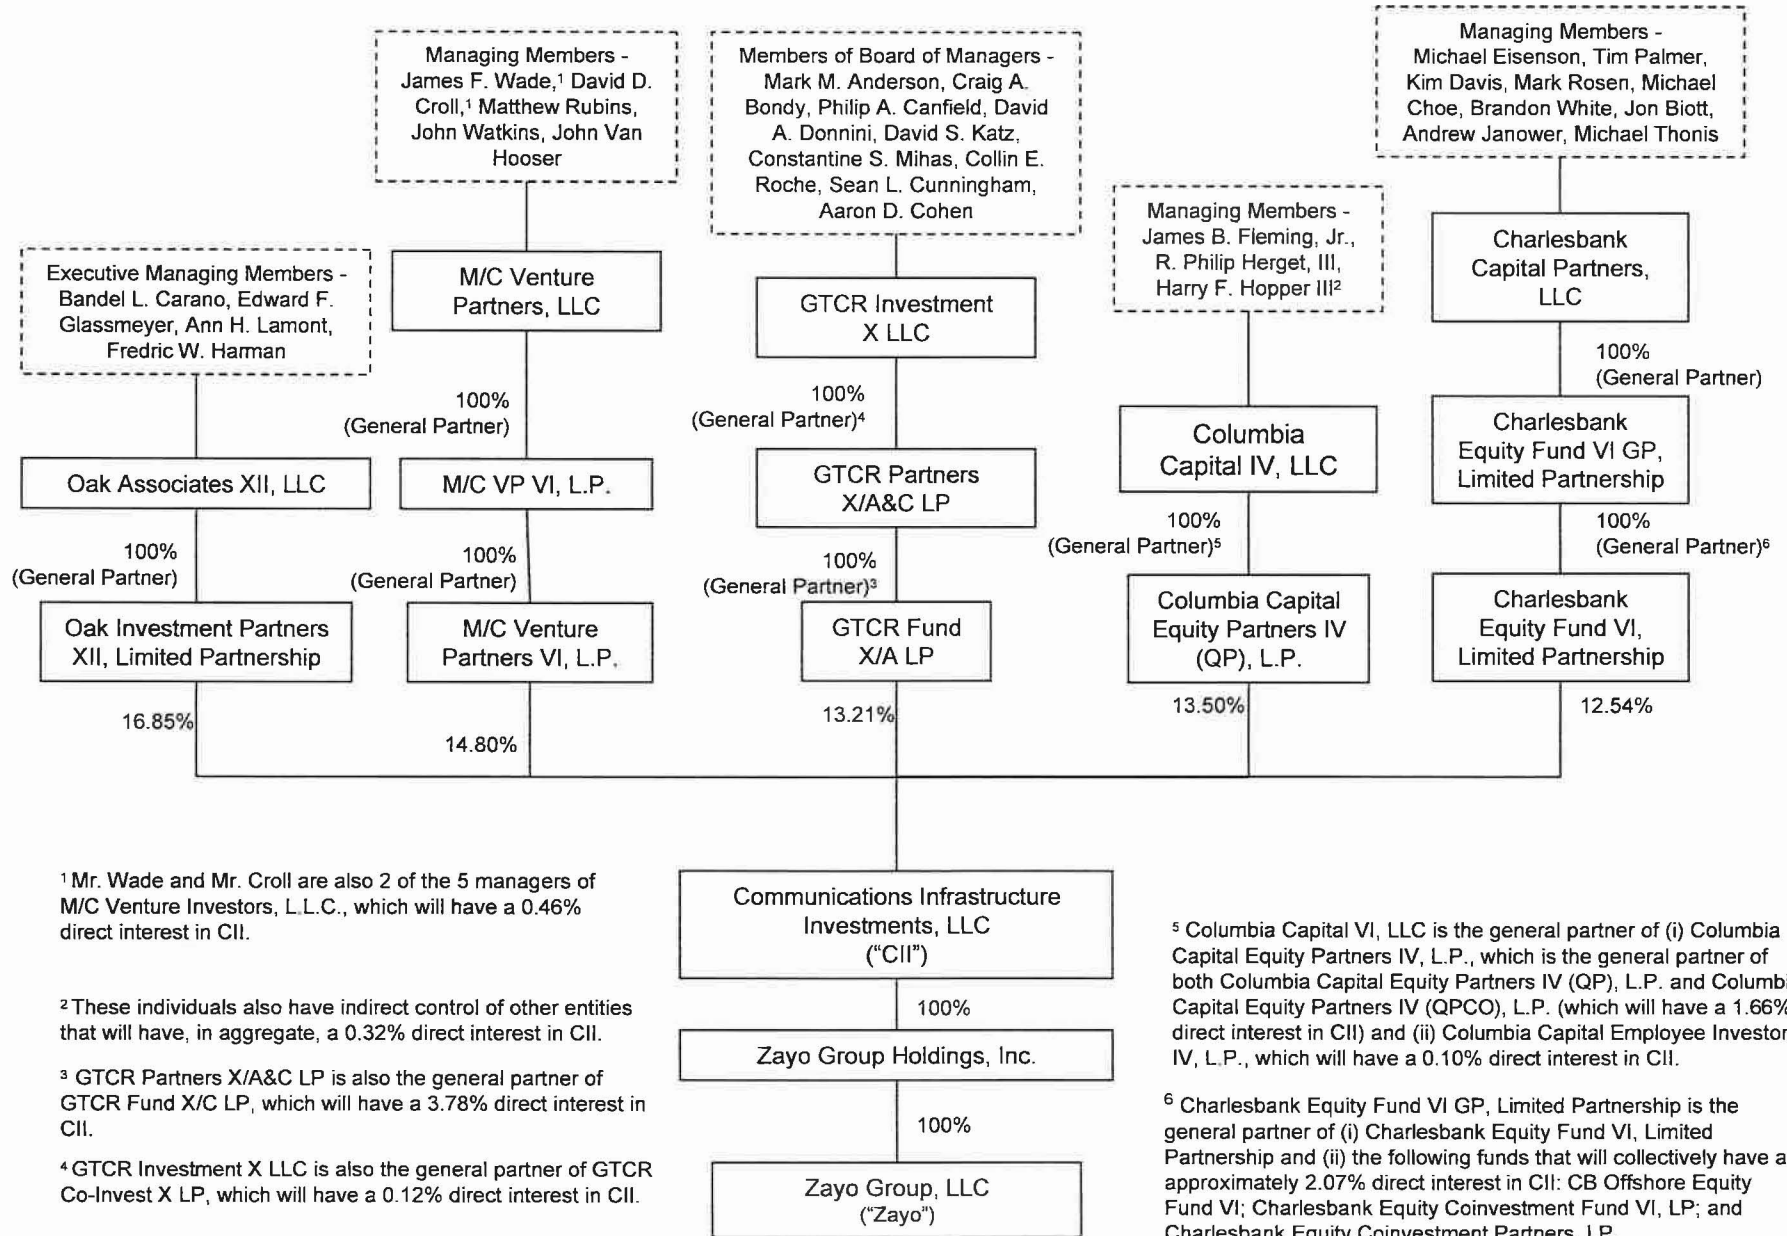 Managing Members -
James F. Wade,¹ David D.
Croll,¹ Matthew Rubins,
John Watkins, John Van
Hooser
Members of Board of Managers -
Mark M. Anderson, Craig A.
Bondy, Philip A. Canfield, David
A. Donnini, David S. Katz,
Constantine S. Mihas, Collin E.
Roche, Sean L. Cunningham,
Aaron D. Cohen
Managing Members -
Michael Eisenson, Tim Palmer,
Kim Davis, Mark Rosen, Michael
Choe, Brandon White, Jon Biott,
Andrew Janower, Michael Thonis
Executive Managing Members -
Bandel L. Carano, Edward F.
Glassmeyer, Ann H. Lamont,
Fredric W. Harman
M/C Venture
Partners, LLC
GTCR Investment
X LLC
Managing Members -
James B. Fleming, Jr.,
R. Philip Herget, III,
Harry F. Hopper III²
Charlesbank
Capital Partners,
LLC
100%
(General Partner)
100%
(General Partner)⁴
100%
(General Partner)
Oak Associates XII, LLC
M/C VP VI, L.P.
GTCR Partners
X/A&C LP
Columbia
Capital IV, LLC
Charlesbank
Equity Fund VI GP,
Limited Partnership
100%
(General Partner)
100%
(General Partner)
100%
(General Partner)³
100%
(General Partner)⁵
100%
(General Partner)⁶
Oak Investment Partners
XII, Limited Partnership
M/C Venture
Partners VI, L.P.
GTCR Fund
X/A LP
Columbia Capital
Equity Partners IV
(QP), L.P.
Charlesbank
Equity Fund VI,
Limited Partnership
16.85%
14.80%
13.21%
13.50%
12.54%
Communications Infrastructure
Investments, LLC
("CII")
100%
Zayo Group Holdings, Inc.
100%
Zayo Group, LLC
("Zayo")
¹ Mr. Wade and Mr. Croll are also 2 of the 5 managers of
M/C Venture Investors, L.L.C., which will have a 0.46%
direct interest in CII.
² These individuals also have indirect control of other entities
that will have, in aggregate, a 0.32% direct interest in CII.
³ GTCR Partners X/A&C LP is also the general partner of
GTCR Fund X/C LP, which will have a 3.78% direct interest in
CII.
⁴ GTCR Investment X LLC is also the general partner of GTCR
Co-Invest X LP, which will have a 0.12% direct interest in CII.
⁵ Columbia Capital VI, LLC is the general partner of (i) Columbia
Capital Equity Partners IV, L.P., which is the general partner of
both Columbia Capital Equity Partners IV (QP), L.P. and Columbi
Capital Equity Partners IV (QPCO), L.P. (which will have a 1.66%
direct interest in CII) and (ii) Columbia Capital Employee Investor
IV, L.P., which will have a 0.10% direct interest in CII.
⁶ Charlesbank Equity Fund VI GP, Limited Partnership is the
general partner of (i) Charlesbank Equity Fund VI, Limited
Partnership and (ii) the following funds that will collectively have a
approximately 2.07% direct interest in CII: CB Offshore Equity
Fund VI; Charlesbank Equity Coinvestment Fund VI, LP; and
Charlesbank Equity Coinvestment Partners, LP.